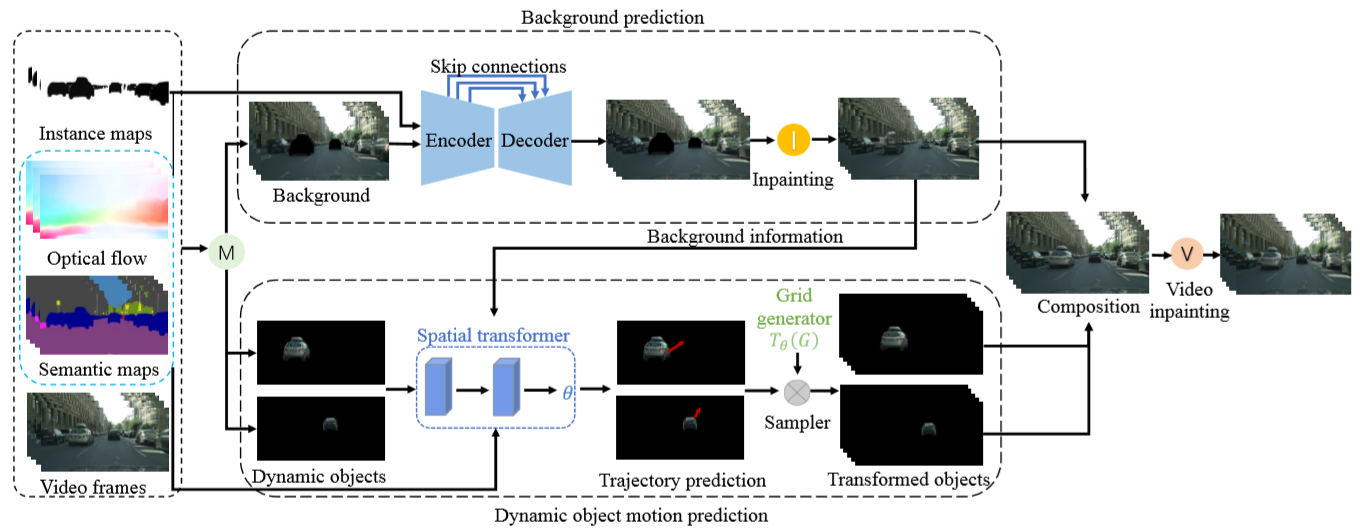 Background prediction
Instance maps
Optical flow
Semantic maps
Video frames
M
Skip connections
Background
Encoder
Decoder
I
Inpainting
Background information
Spatial transformer
θ
Dynamic objects
Trajectory prediction
Grid
generator
T_θ(G)
Sampler
Transformed objects
Dynamic object motion prediction
Composition
V
Video
inpainting